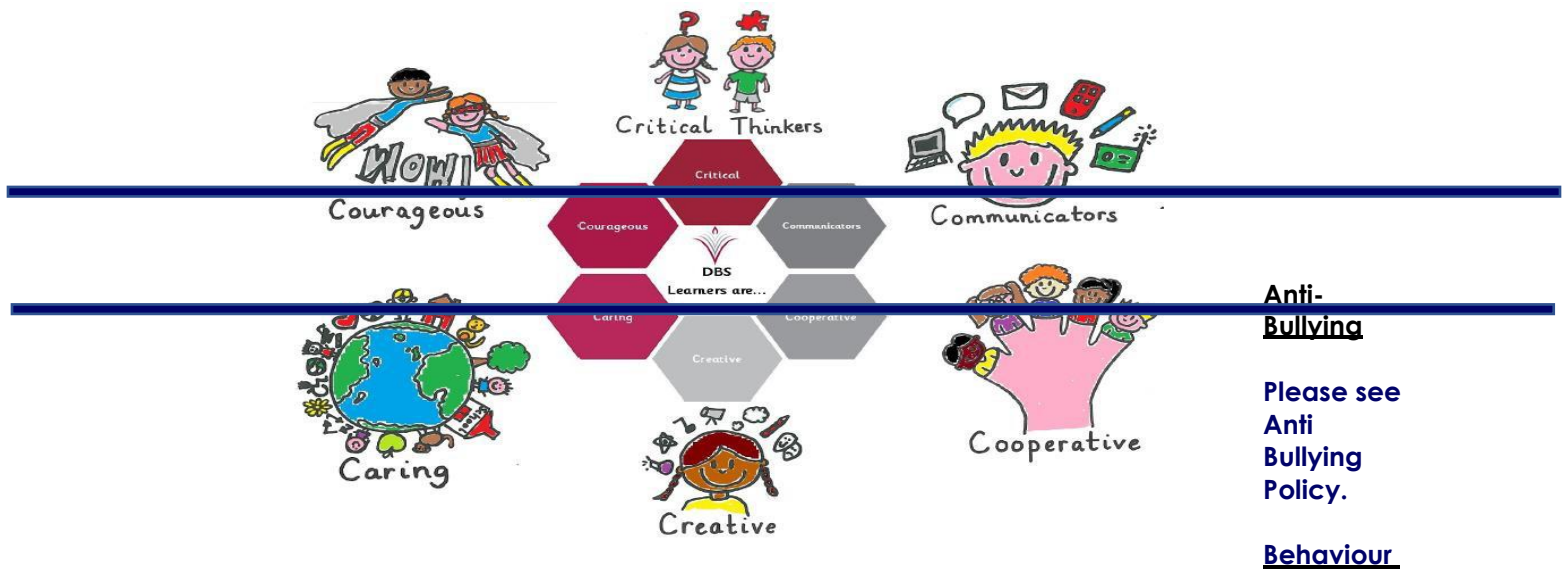 ?
Critical Thinkers
WOW!
Courageous
Communicators
Critical
Courageous
Communicators
DBS
Learners are...
Caring
Cooperative
Creative
School
Caring
Cooperative
Creative
Anti-
Bullying
Please see
Anti
Bullying
Policy.
Behaviour